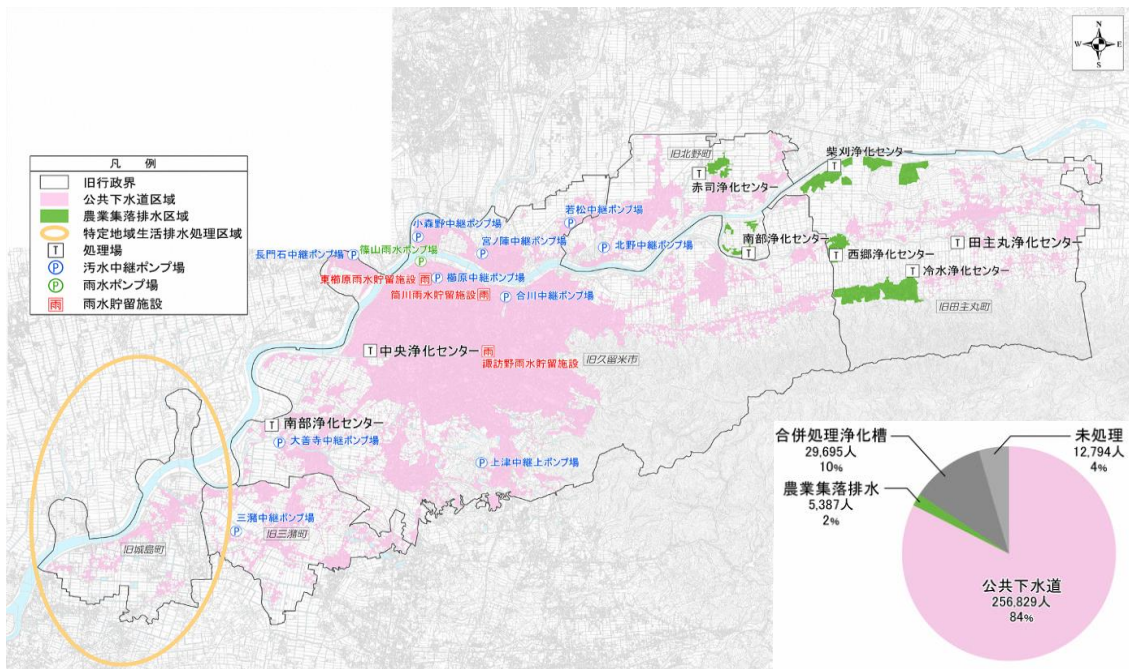 N
W E
S
凡 例
旧行政界
公共下水道区域
農業集落排水区域
特定地域生活排水処理区域
T 処理場
P 汚水中継ポンプ場
P 雨水ポンプ場
雨 雨水貯留施設
旧北野町
T
赤司浄化センター
柴刈浄化センター
T
若松中継ポンプ場
P
小森野中継ポンプ場
P
宮ノ陣中継ポンプ場
P
P 北野中継ポンプ場
南部浄化センター
T
T
西郷浄化センター
T 田主丸浄化センター
T 冷水浄化センター
旧田主丸町
長門石中継ポンプ場 P
篠山雨水ポンプ場
P
東櫛原雨水貯留施設 雨
P 櫛原中継ポンプ場
筒川雨水貯留施設 雨
P 合川中継ポンプ場
T 中央浄化センター
雨
諏訪野雨水貯留施設
旧久留米市
T 南部浄化センター
P 大善寺中継ポンプ場
P 上津中継上ポンプ場
三潴中継ポンプ場
P
旧三潴町
旧城島町
合併処理浄化槽
29,695人
10%
未処理
12,794人
4%
農業集落排水
5,387人
2%
公共下水道
256,829人
84%